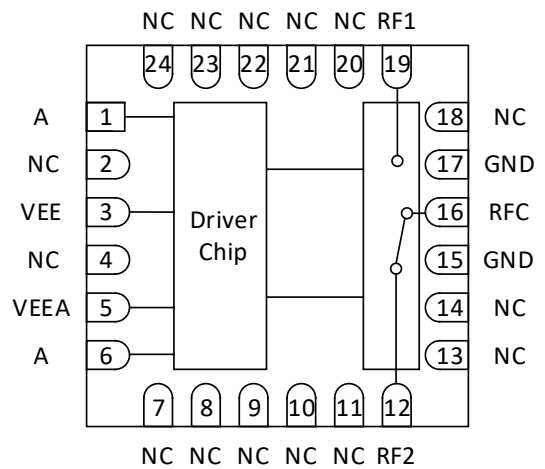 NC NC NC NC NC RF1
24 23 22 21 20 19
A 1 18 NC
NC 2 17 GND
VEE 3 16 RFC
Driver
Chip
NC 4 15 GND
VEEA 5 14 NC
A 6 13 NC
7 8 9 10 11 12
NC NC NC NC NC RF2